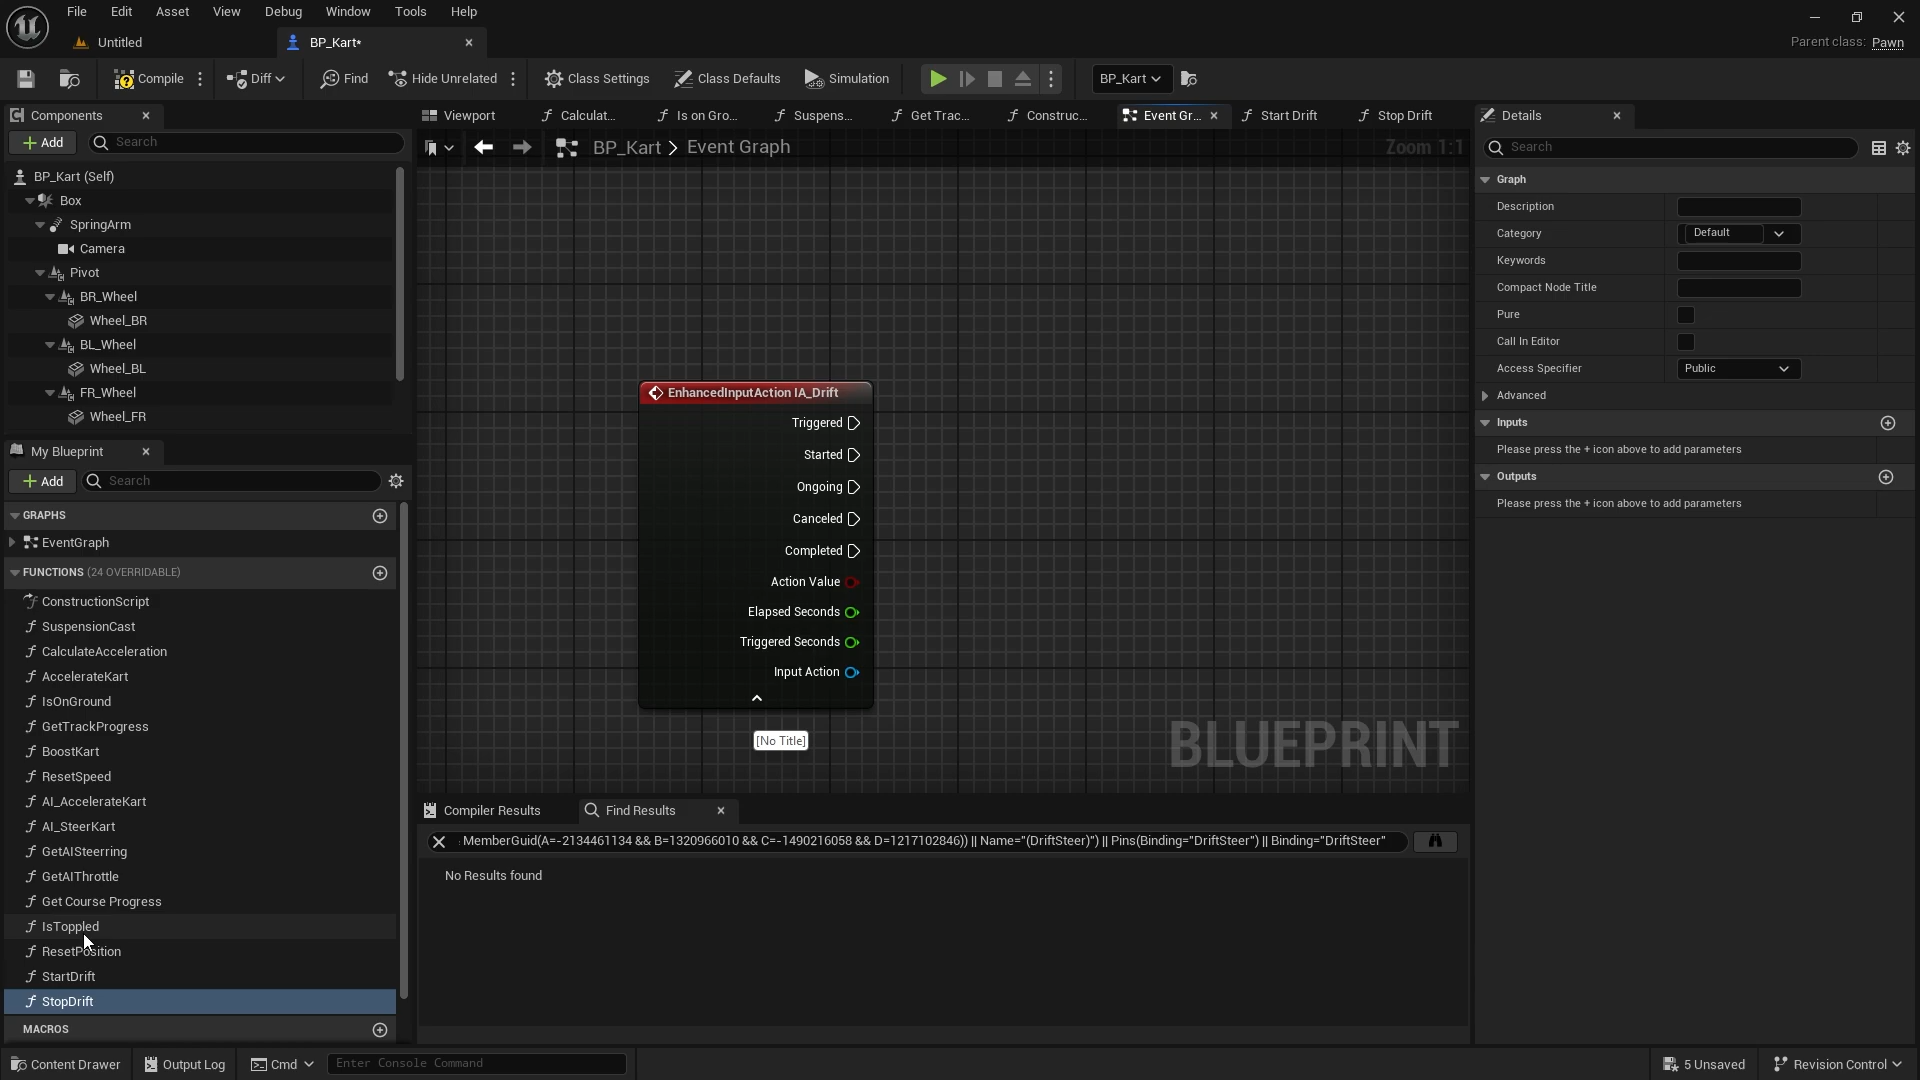 File Edit Asset View Debug Window Tools Help
Untitled
BP_Kart*
Parent class: Pawn
Compile
Diff
Find
Hide Unrelated
Class Settings
Class Defaults
Simulation
BP_Kart
Components
Add
Search
BP_Kart (Self)
Box
SpringArm
Camera
Pivot
BR_Wheel
Wheel_BR
BL_Wheel
Wheel_BL
FR_Wheel
Wheel_FR
My Blueprint
Add
Search
GRAPHS
EventGraph
FUNCTIONS (24 OVERRIDABLE)
ConstructionScript
SuspensionCast
CalculateAcceleration
AccelerateKart
IsOnGround
GetTrackProgress
BoostKart
ResetSpeed
AI_AccelerateKart
AI_SteerKart
GetAISteerring
GetAIThrottle
Get Course Progress
IsToppled
ResetPosition
StartDrift
StopDrift
MACROS
Viewport
Calculat...
Is on Gro...
Suspens...
Get Trac...
Construc...
Event Gr...
Start Drift
Stop Drift
BP_Kart > Event Graph
Zoom 1:1
EnhancedInputAction IA_Drift
Triggered
Started
Ongoing
Canceled
Completed
Action Value
Elapsed Seconds
Triggered Seconds
Input Action
[No Title]
BLUEPRINT
Compiler Results
Find Results
MemberGuid(A=-2134461134 && B=1320966010 && C=-1490216058 && D=1217102846)) || Name="(DriftSteer)") || Pins(Binding="DriftSteer") || Binding="DriftSteer"
No Results found
Details
Search
Graph
Description
Category Default
Keywords
Compact Node Title
Pure
Call In Editor
Access Specifier Public
Advanced
Inputs
Please press the + icon above to add parameters
Outputs
Please press the + icon above to add parameters
Content Drawer
Output Log
Cmd
Enter Console Command
5 Unsaved
Revision Control